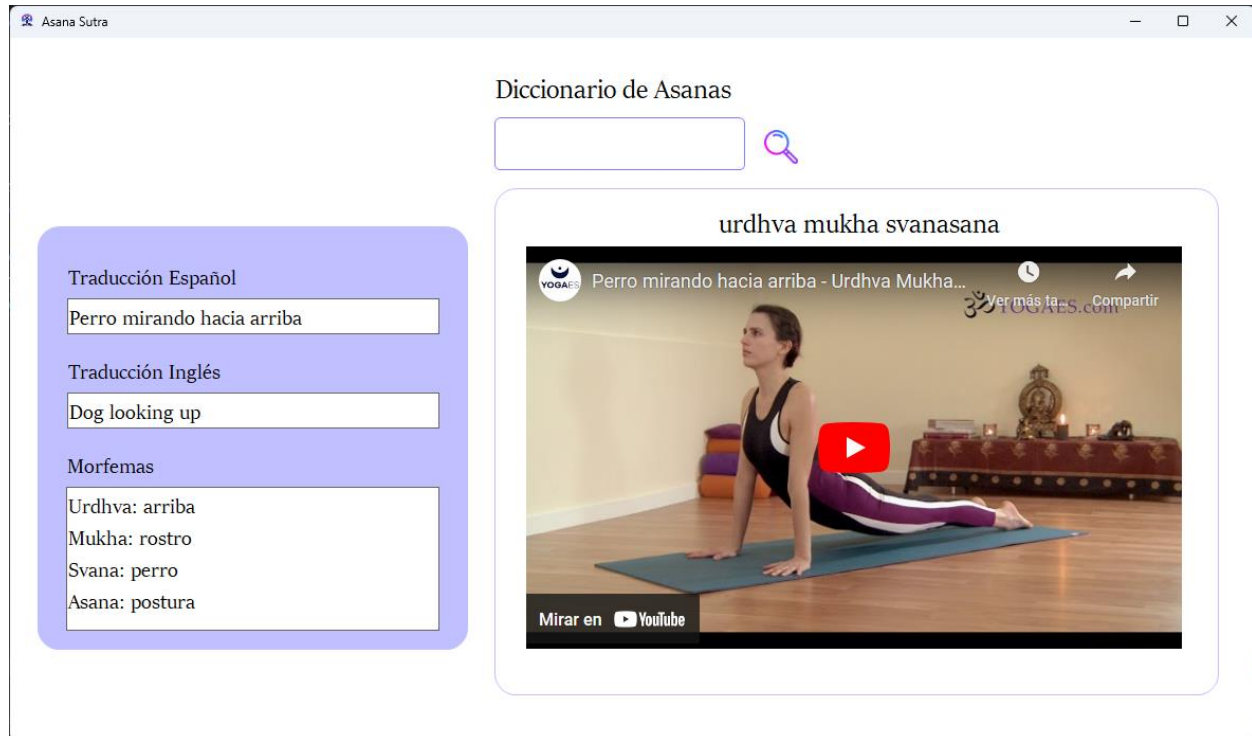 Asana Sutra
Diccionario de Asanas
urdhva mukha svanasana
Traducción Español
Perro mirando hacia arriba
Traducción Inglés
Dog looking up
Morfemas
Urdhva: arriba
Mukha: rostro
Svana: perro
Asana: postura
YOGAES
Perro mirando hacia arriba - Urdhva Mukha...
Ver más ta... Compartir
YOGAES.com
Mirar en YouTube